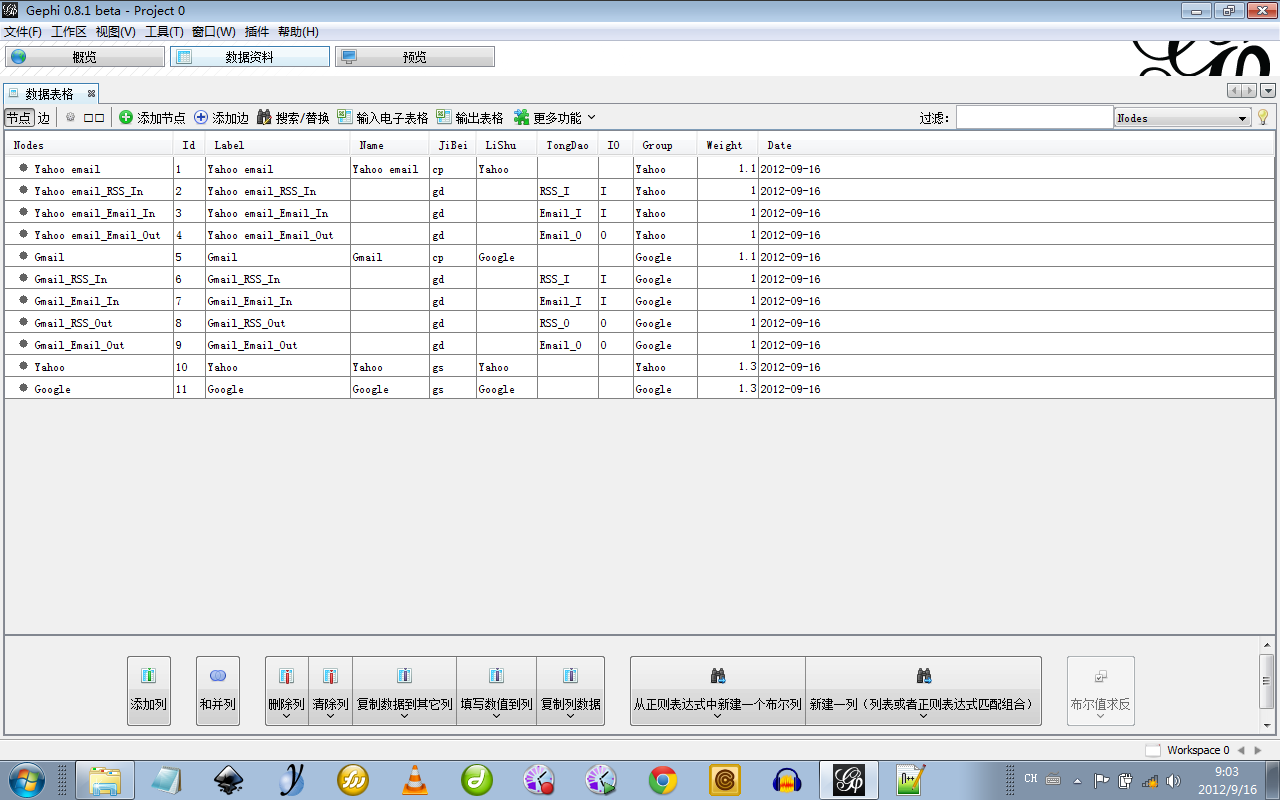 Gephi 0.8.1 beta - Project 0
文件(F) 工作区 视图(V) 工具(T) 窗口(W) 插件 帮助(H)
概览 数据资料 预览
数据表格
节点 边 添加节点 添加边 搜索/替换 输入电子表格 输出表格 更多功能 过滤: Nodes
Nodes Id Label Name JiBei LiShu TongDao IO Group Weight Date
Yahoo email 1 Yahoo email Yahoo email cp Yahoo Yahoo 1.1 2012-09-16
Yahoo email_RSS_In 2 Yahoo email_RSS_In gd RSS_I I Yahoo 1 2012-09-16
Yahoo email_Email_In 3 Yahoo email_Email_In gd Email_I I Yahoo 1 2012-09-16
Yahoo email_Email_Out 4 Yahoo email_Email_Out gd Email_O O Yahoo 1 2012-09-16
Gmail 5 Gmail Gmail cp Google Google 1.1 2012-09-16
Gmail_RSS_In 6 Gmail_RSS_In gd RSS_I I Google 1 2012-09-16
Gmail_Email_In 7 Gmail_Email_In gd Email_I I Google 1 2012-09-16
Gmail_RSS_Out 8 Gmail_RSS_Out gd RSS_O O Google 1 2012-09-16
Gmail_Email_Out 9 Gmail_Email_Out gd Email_O O Google 1 2012-09-16
Yahoo 10 Yahoo Yahoo gs Yahoo Yahoo 1.3 2012-09-16
Google 11 Google Google gs Google Google 1.3 2012-09-16
添加列 和并列 删除列 清除列 复制数据到其它列 填写数值到列 复制列数据 从正则表达式中新建一个布尔列 新建一列（列表或者正则表达式匹配组合） 布尔值求反
Workspace 0
CH 9:03
2012/9/16